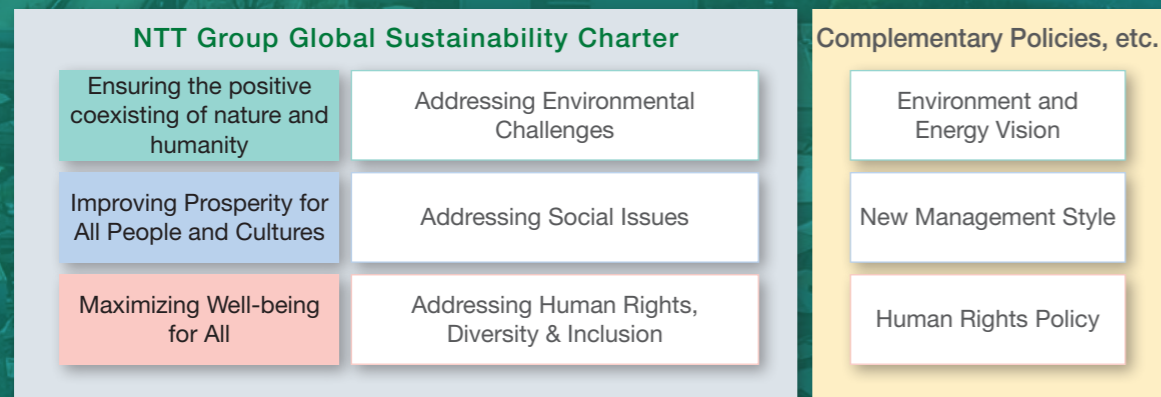 NTT Group Global Sustainability Charter
Complementary Policies, etc.
Ensuring the positive
coexisting of nature and
humanity
Addressing Environmental
Challenges
Environment and
Energy Vision
Improving Prosperity for
All People and Cultures
Addressing Social Issues
New Management Style
Maximizing Well-being
for All
Addressing Human Rights,
Diversity & Inclusion
Human Rights Policy